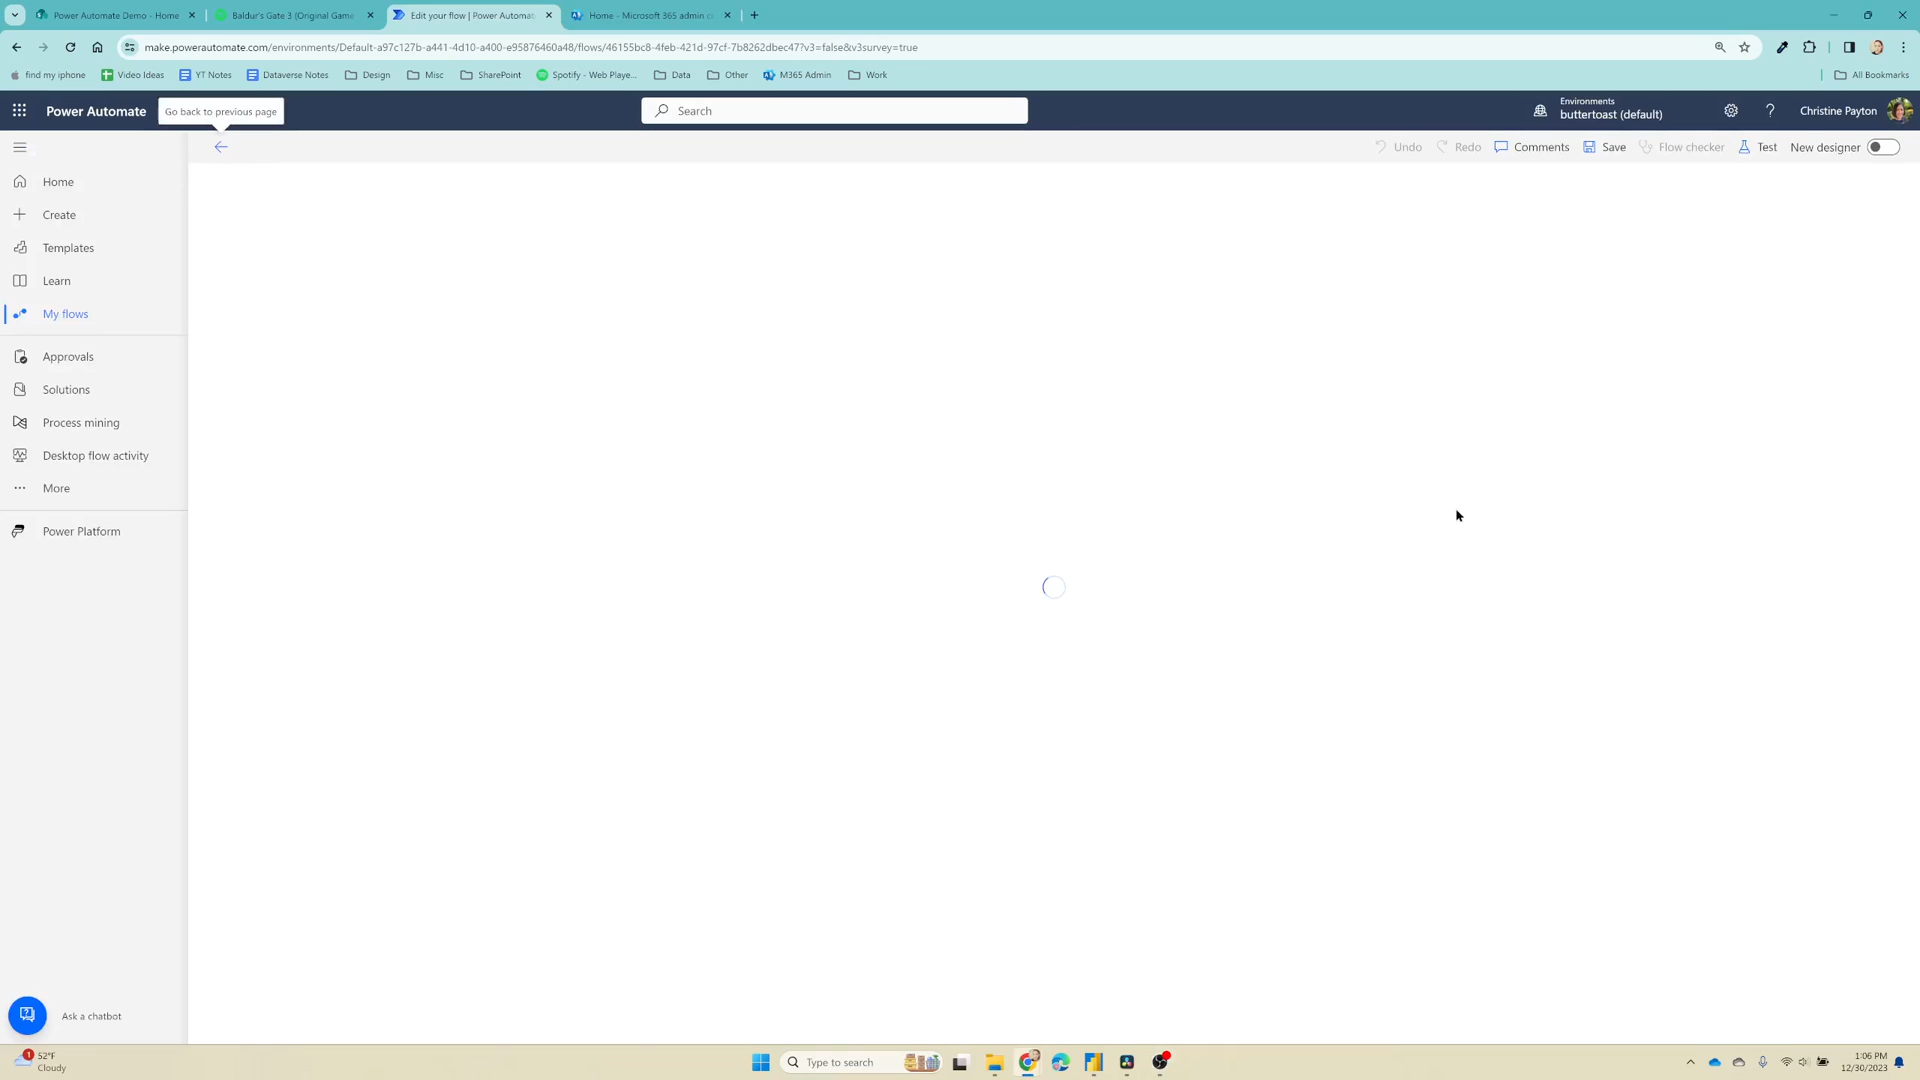 Power Automate Demo - Home
Baldur's Gate 3 (Original Game
Edit your flow | Power Automat
Home - Microsoft 365 admin c
make.powerautomate.com/environments/Default-a97c127b-a441-4d10-a400-e95876460a48/flows/46155bc8-4feb-421d-97cf-7b8262dbec47?v3=false&v3survey=true
find my iphone
Video Ideas
YT Notes
Dataverse Notes
Design
Misc
SharePoint
Spotify - Web Playe...
Data
Other
M365 Admin
Work
All Bookmarks
Power Automate
Go back to previous page
Search
Environments
buttertoast (default)
Christine Payton
Undo
Redo
Comments
Save
Flow checker
Test
New designer
Home
Create
Templates
Learn
My flows
Approvals
Solutions
Process mining
Desktop flow activity
More
Power Platform
Ask a chatbot
1
52°F
Cloudy
Type to search
1:06 PM
12/30/2023